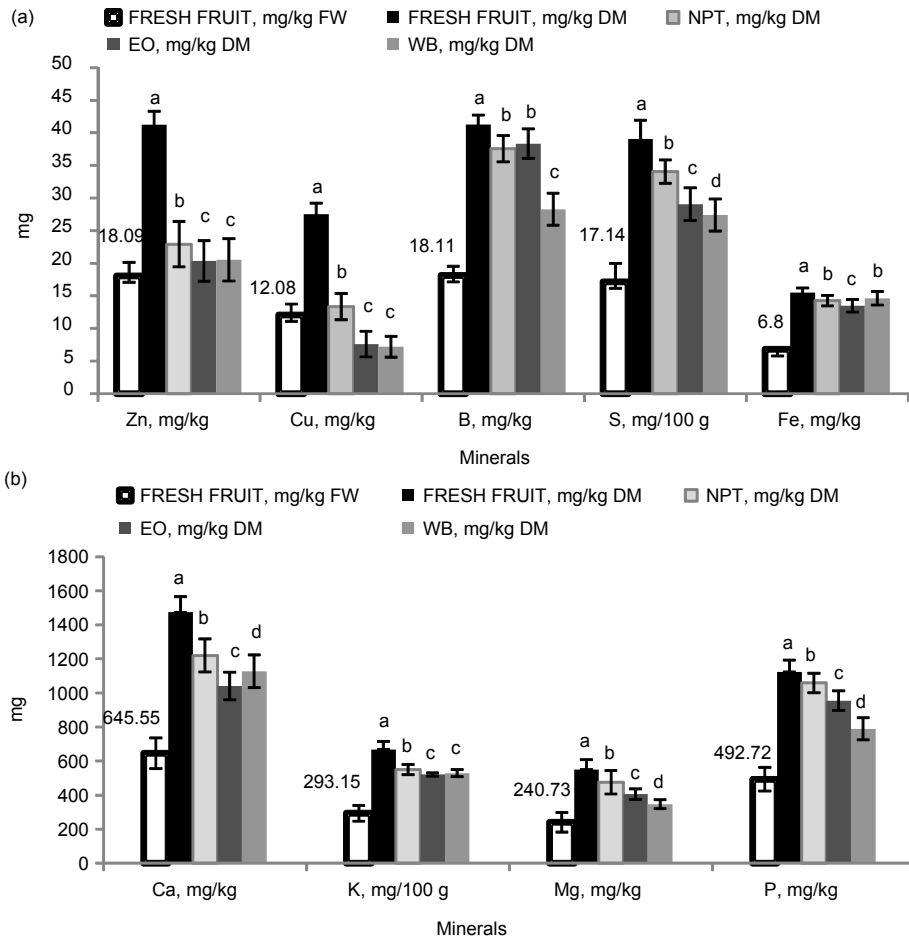 (a)
FRESH FRUIT, mg/kg FW FRESH FRUIT, mg/kg DM NPT, mg/kg DM
EO, mg/kg DM WB, mg/kg DM
50
45
40
35
30
25
20
15
10
5
0
mg
18.09 a b c c
12.08 a b c c
18.11 a b b c
17.14 a b c d
6.8 a b c b
Zn, mg/kg Cu, mg/kg B, mg/kg S, mg/100 g Fe, mg/kg
Minerals
(b)
FRESH FRUIT, mg/kg FW FRESH FRUIT, mg/kg DM NPT, mg/kg DM
EO, mg/kg DM WB, mg/kg DM
1800
1600
1400
1200
1000
800
600
400
200
0
mg
645.55 a b c d
293.15 a b c c
240.73 a b c d
492.72 a b c d
Ca, mg/kg K, mg/100 g Mg, mg/kg P, mg/kg
Minerals